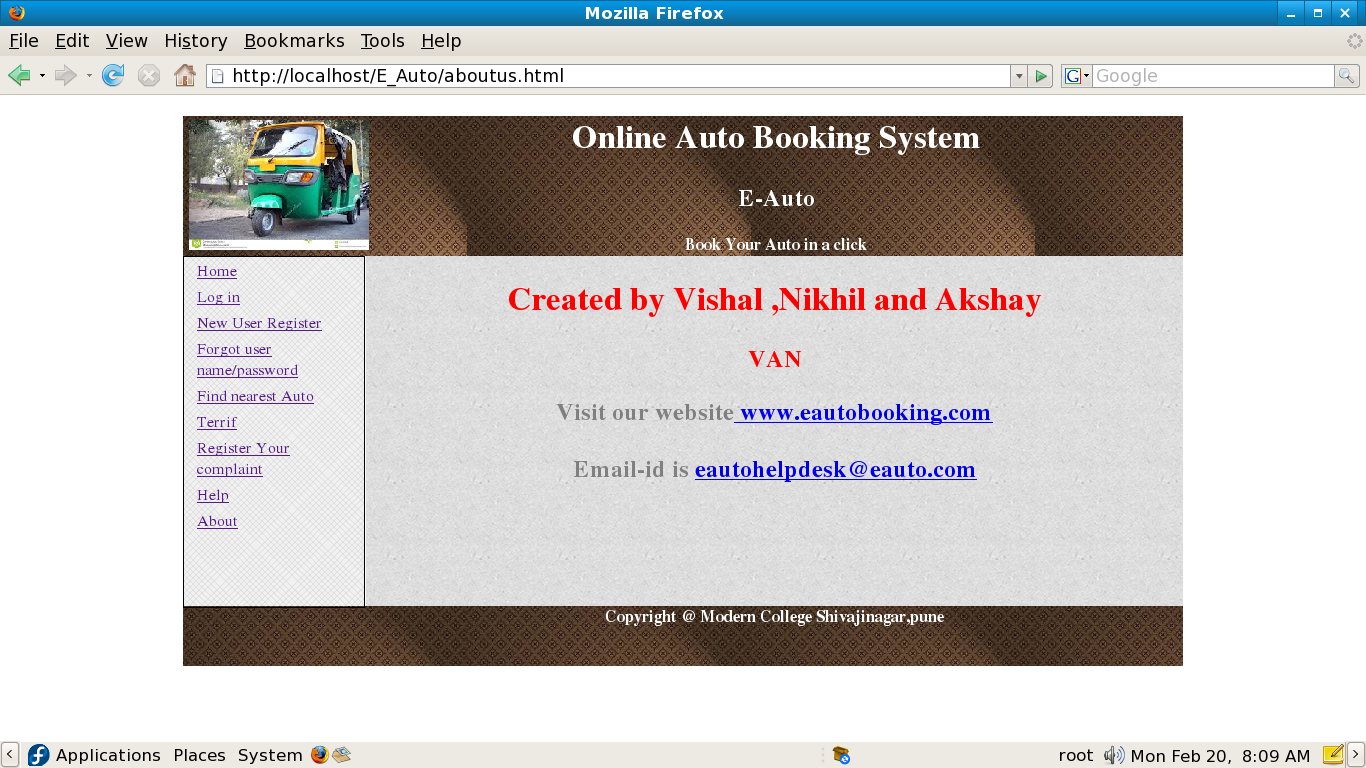 Mozilla Firefox
File Edit View History Bookmarks Tools Help
http://localhost/E_Auto/aboutus.html
G Google
Online Auto Booking System
E-Auto
Book Your Auto in a click
Home
Log in
New User Register
Forgot user
name/password
Find nearest Auto
Terrif
Register Your
complaint
Help
About
Created by Vishal ,Nikhil and Akshay
VAN
Visit our website www.eautobooking.com
Email-id is eautohelpdesk@eauto.com
Copyright @ Modern College Shivajinagar,pune
Applications Places System
root Mon Feb 20, 8:09 AM